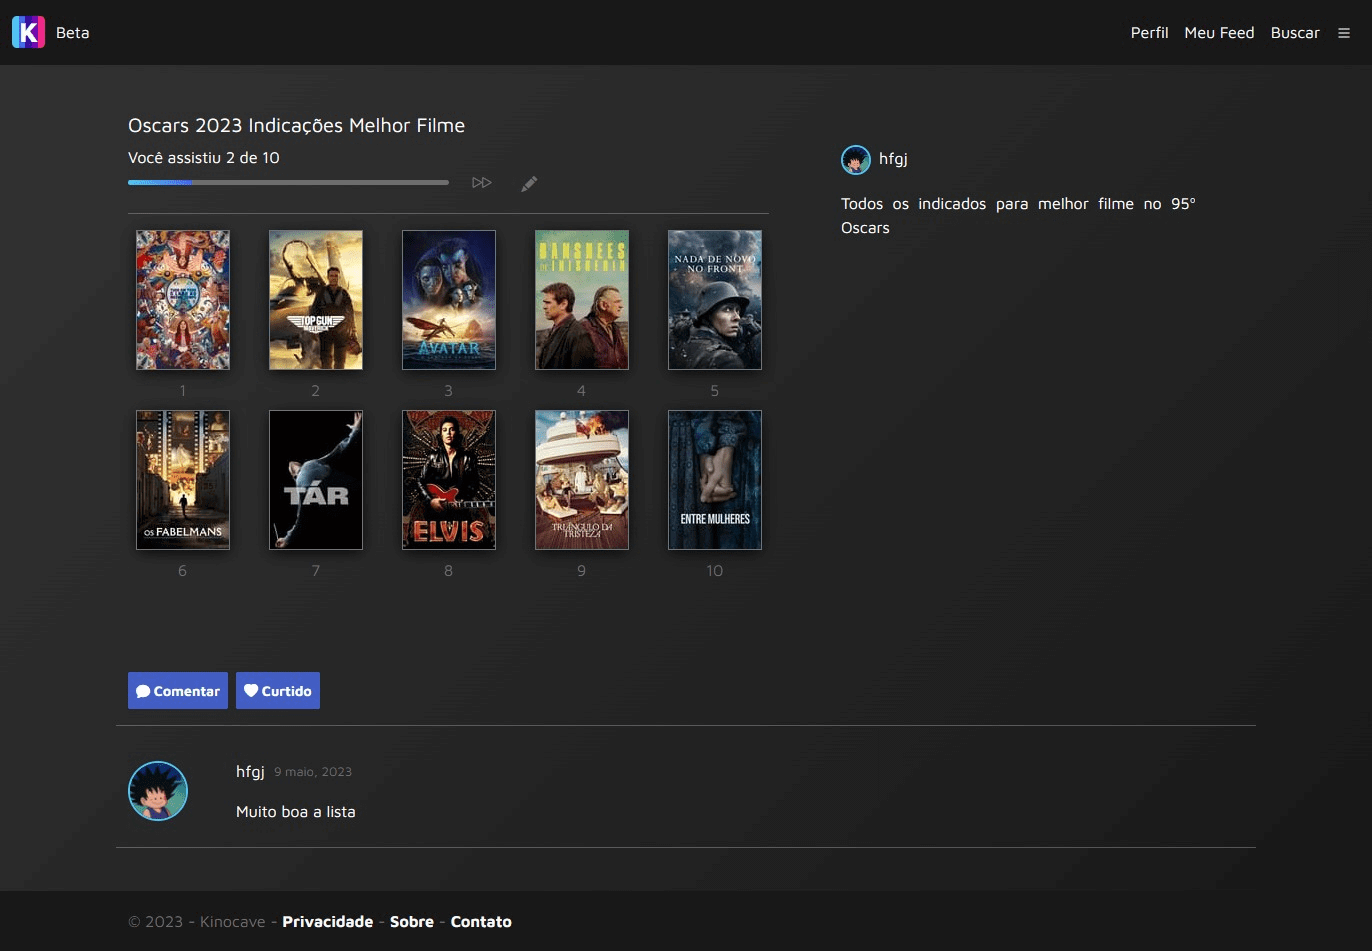 K Beta
Perfil Meu Feed Buscar
Oscars 2023 Indicações Melhor Filme
Você assistiu 2 de 10
hfgj
Todos os indicados para melhor filme no 95º
Oscars
TOP GUN
MAVERICK
AVATAR
BANSHEES
INISHERIN
NADA DE NOVO
NO FRONT
1 2 3 4 5
OS FABELMANS
TÁR
ELVIS
TRIÂNGULO DA
TRISTEZA
ENTRE MULHERES
6 7 8 9 10
Comentar Curtido
hfgj 9 maio, 2023
Muito boa a lista
© 2023 - Kinocave - Privacidade - Sobre - Contato